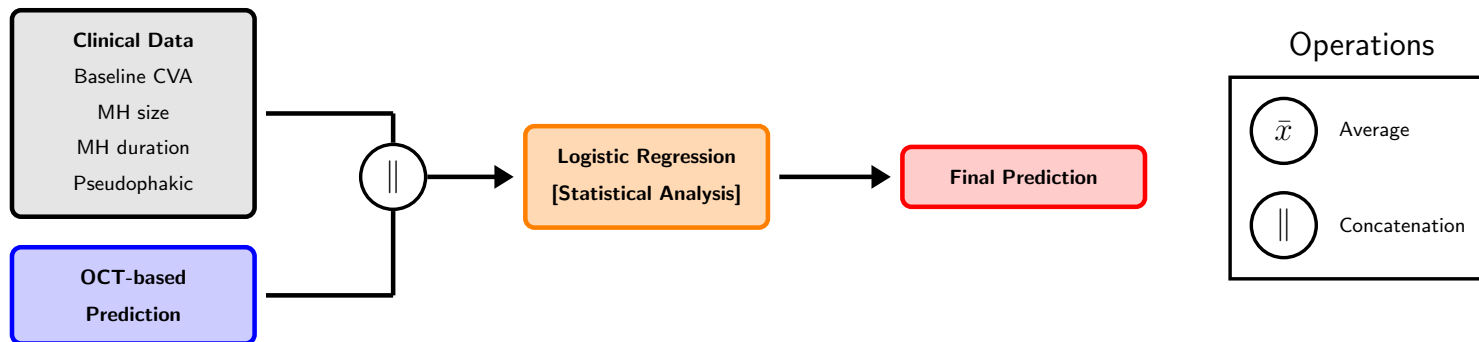 Clinical Data
Baseline CVA
MH size
MH duration
Pseudophakic
OCT-based
Prediction
||
Logistic Regression
[Statistical Analysis]
Final Prediction
Operations
x̄ Average
|| Concatenation